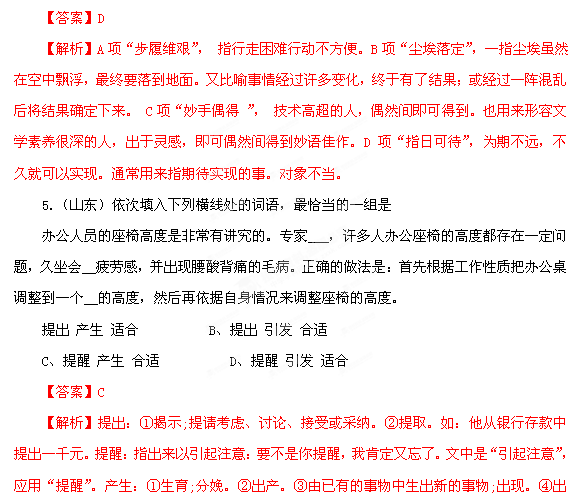 【答案】D
【解析】A 项“步履维艰”， 指行走困难行动不方便。B 项“尘埃落定”，一指尘埃虽然
在空中飘浮，最终要落到地面。又比喻事情经过许多变化，终于有了结果；或经过一阵混乱
后将结果确定下来。 C 项“妙手偶得 ”， 技术高超的人，偶然间即可得到。也用来形容文
学素养很深的人，出于灵感，即可偶然间得到妙语佳作。D 项 “指日可待”，为期不远，不
久就可以实现。通常用来指期待实现的事。对象不当。
5.（山东）依次填入下列横线处的词语，最恰当的一组是
办公人员的座椅高度是非常有讲究的。专家___，许多人办公座椅的高度都存在一定问
题，久坐会__疲劳感，并出现腰酸背痛的毛病。正确的做法是：首先根据工作性质把办公桌
调整到一个__的高度，然后再依据自身情况来调整座椅的高度。
提出 产生 适合 B、提出 引发 合适
C、提醒 产生 合适 D、提醒 引发 适合
【答案】C
【解析】提出：①揭示;提请考虑、讨论、接受或采纳。②提取。如：他从银行存款中
提出一千元。提醒：指出来以引起注意：要不是你提醒，我肯定又忘了。文中是“引起注意”，
应用“提醒”。产生：①生育;分娩。②出产。③由已有的事物中生出新的事物;出现。④出